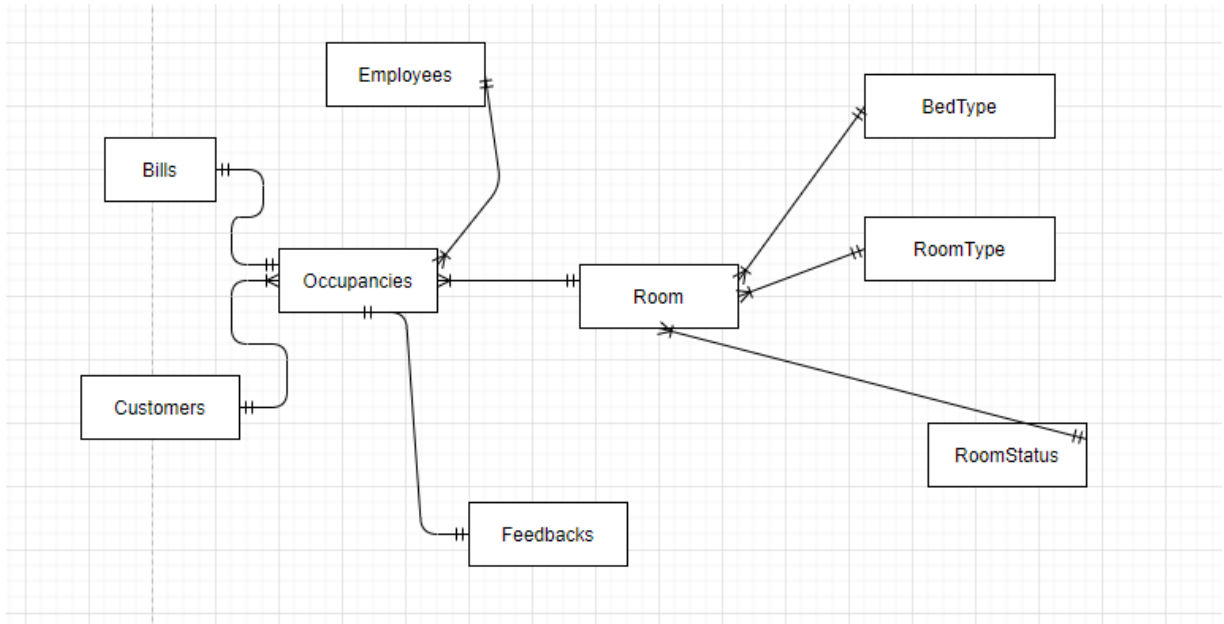 Employees
BedType
Bills
RoomType
Occupancies
Room
Customers
RoomStatus
Feedbacks